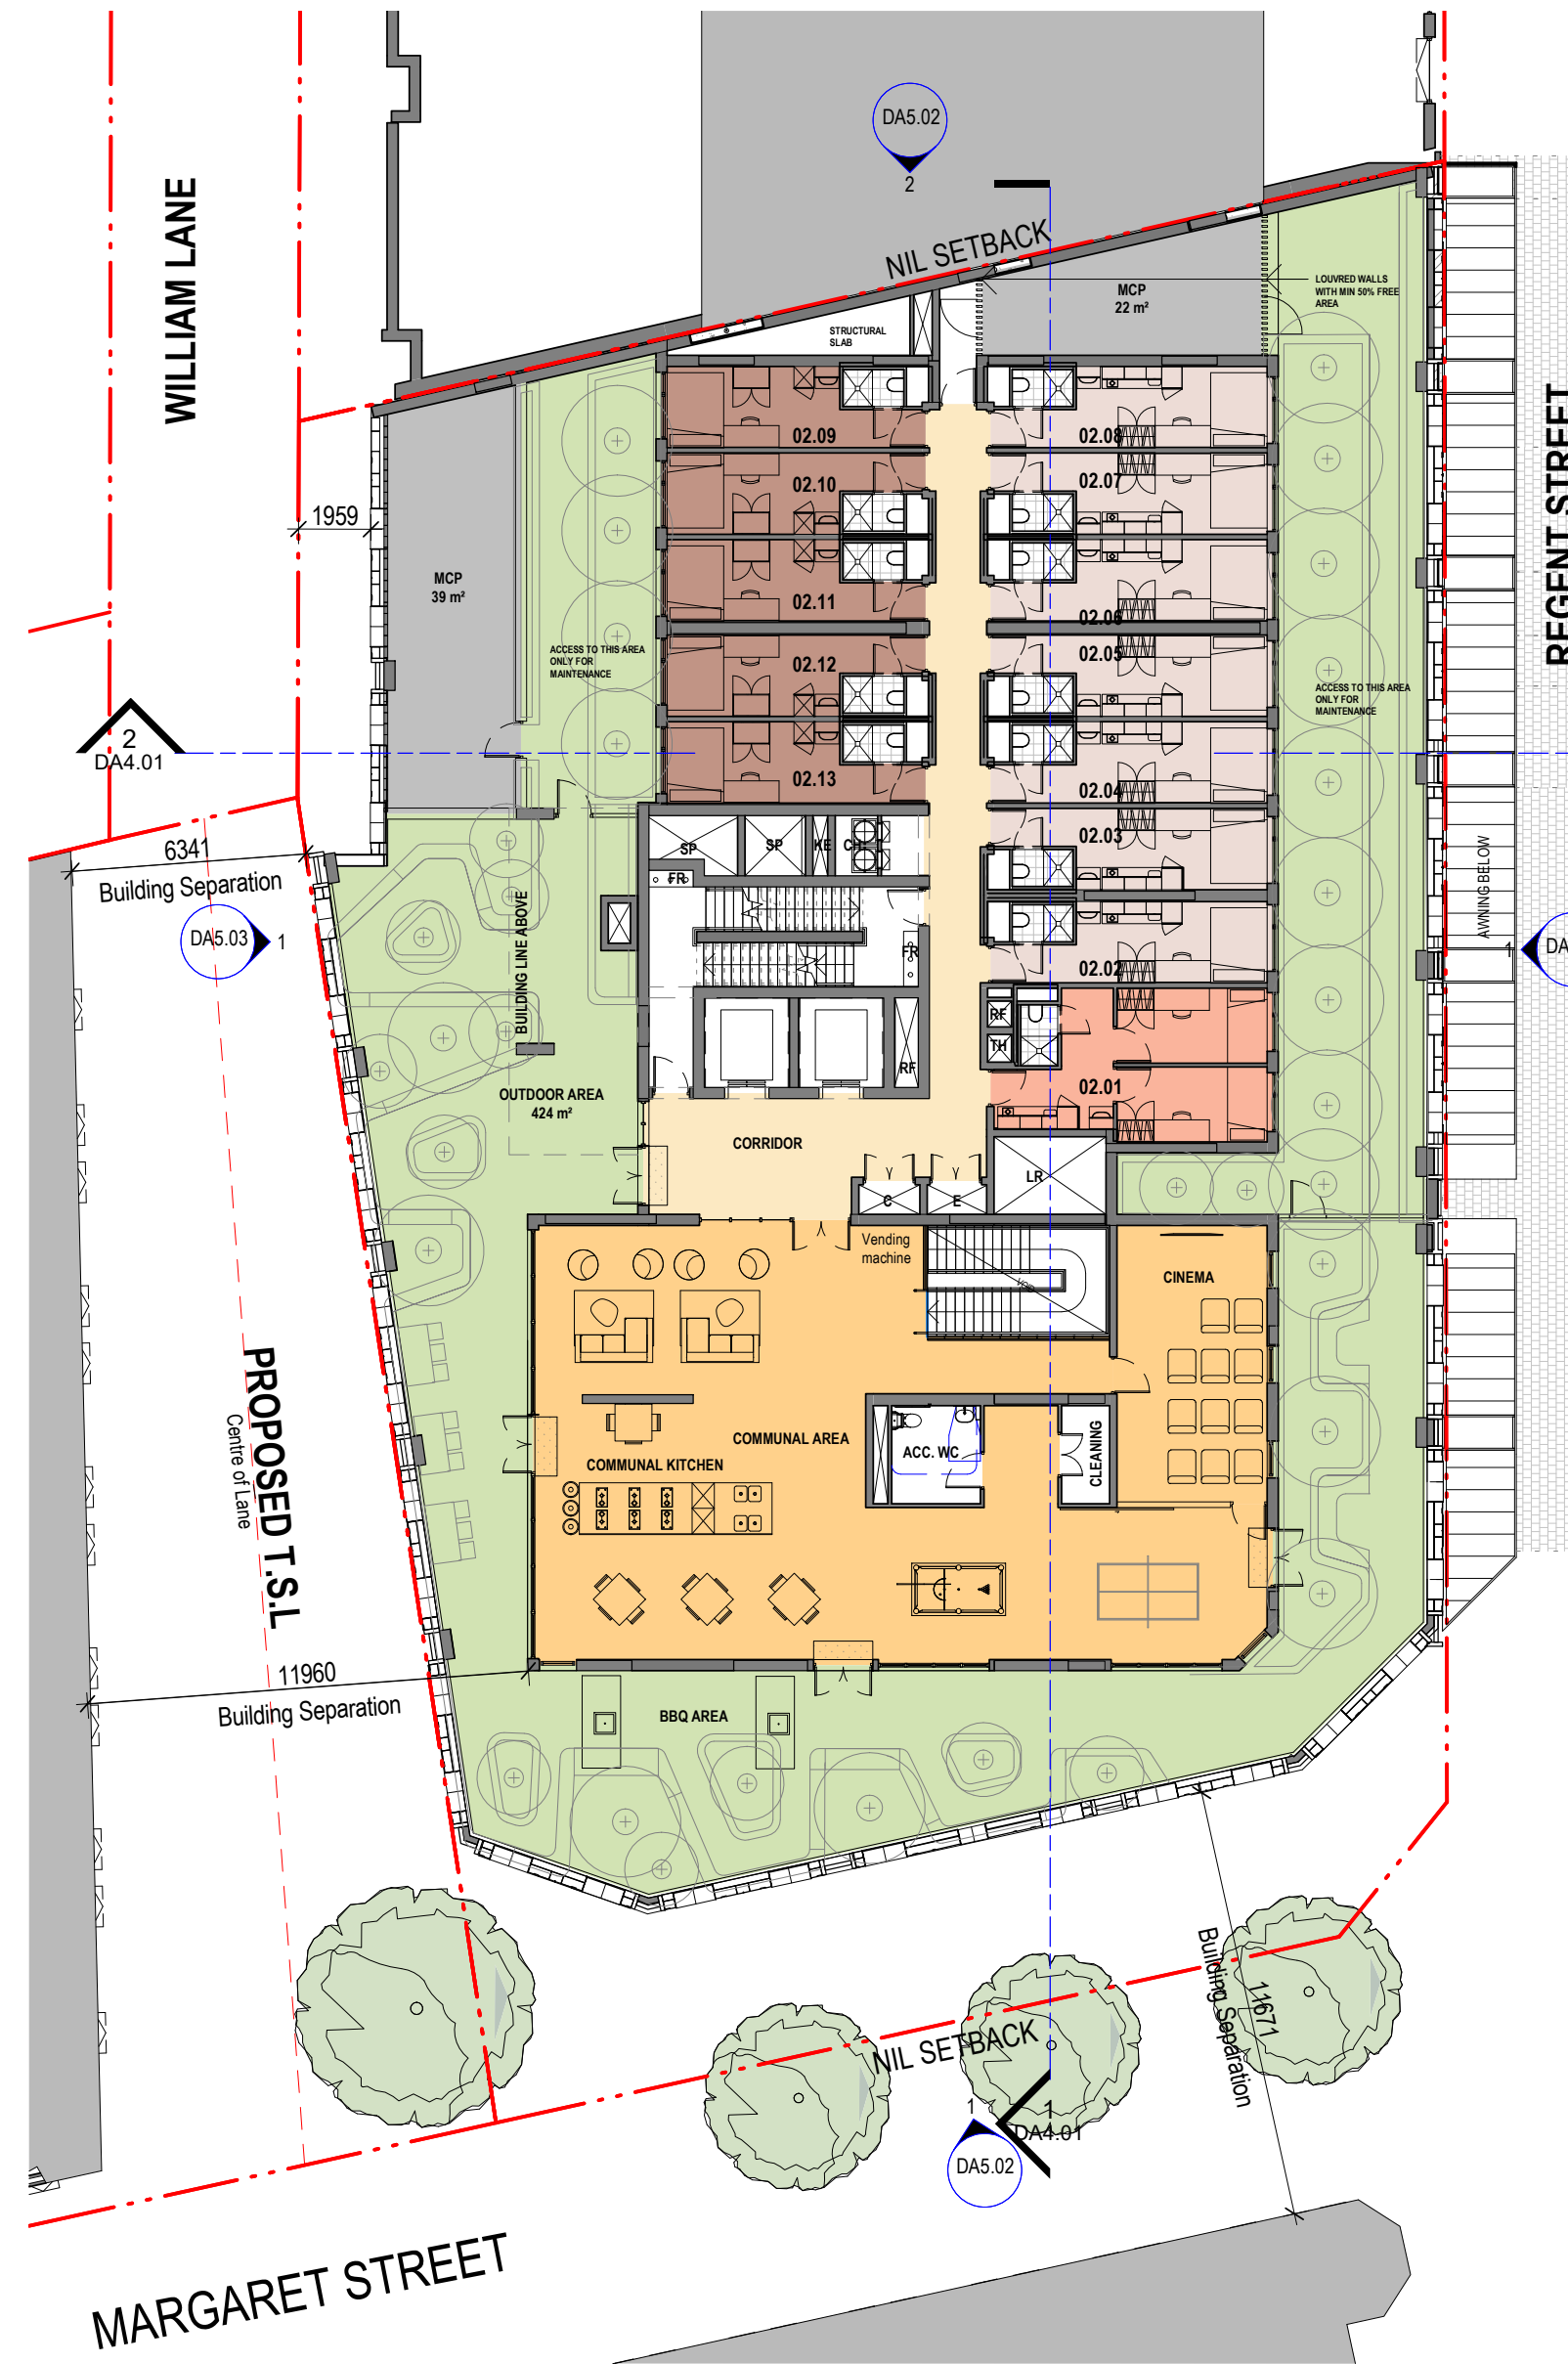 DA5.02
2
WILLIAM LANE
NIL SETBACK
MCP
22 m²
LOUVRED WALLS
WITH MIN 50% FREE
AREA
STRUCTURAL
SLAB
REGENT STREET
02.09
02.08
02.10
02.07
1959
MCP
39 m²
02.11
02.06
ACCESS TO THIS AREA
ONLY FOR
MAINTENANCE
02.12
02.05
ACCESS TO THIS AREA
ONLY FOR
MAINTENANCE
2
DA4.01
02.13
02.04
02.03
6341
Building Separation
SP
SP
KE
CH
FR
AWNING BELOW
DA5.03
1
BUILDING LINE ABOVE
FR
02.02
1
DA
RF
TH
RF
02.01
OUTDOOR AREA
424 m²
CORRIDOR
LR
C
E
Vending
machine
VOID
CINEMA
PROPOSED T.S.L
Centre of Lane
COMMUNAL AREA
ACC. WC
CLEANING
COMMUNAL KITCHEN
11960
Building Separation
BBQ AREA
Building Separation
11671
NIL SETBACK
1
1
DA4.01
DA5.02
MARGARET STREET